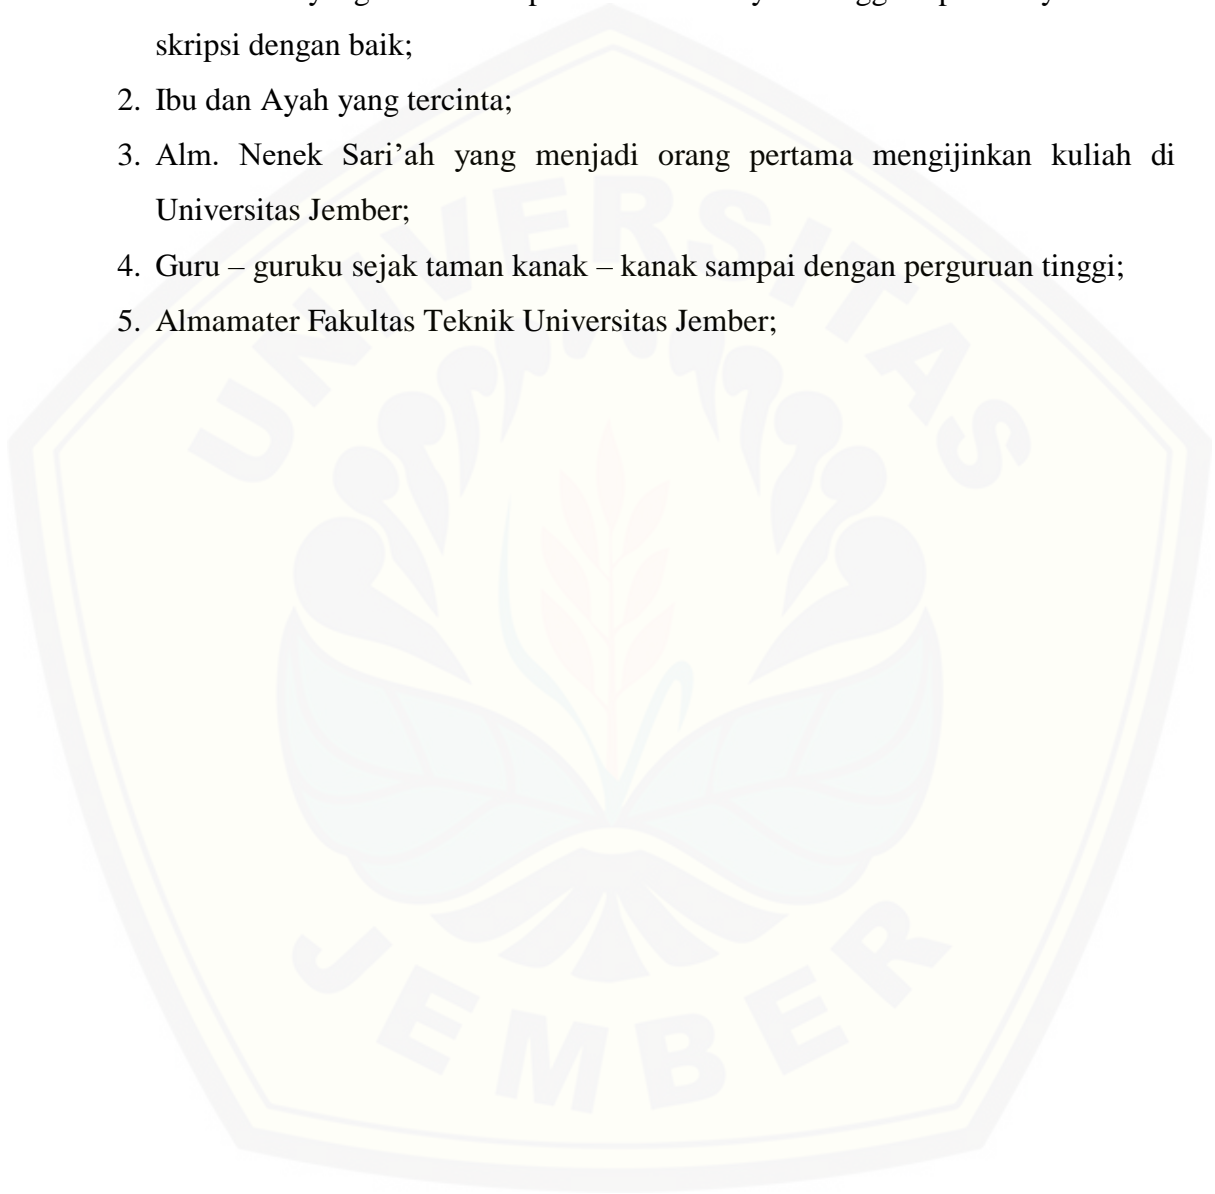 skripsi dengan baik;
2. Ibu dan Ayah yang tercinta;
3. Alm. Nenek Sari’ah yang menjadi orang pertama mengijinkan kuliah di
Universitas Jember;
4. Guru – guruku sejak taman kanak – kanak sampai dengan perguruan tinggi;
5. Almamater Fakultas Teknik Universitas Jember;
UNIVERSITAS
JEMBER